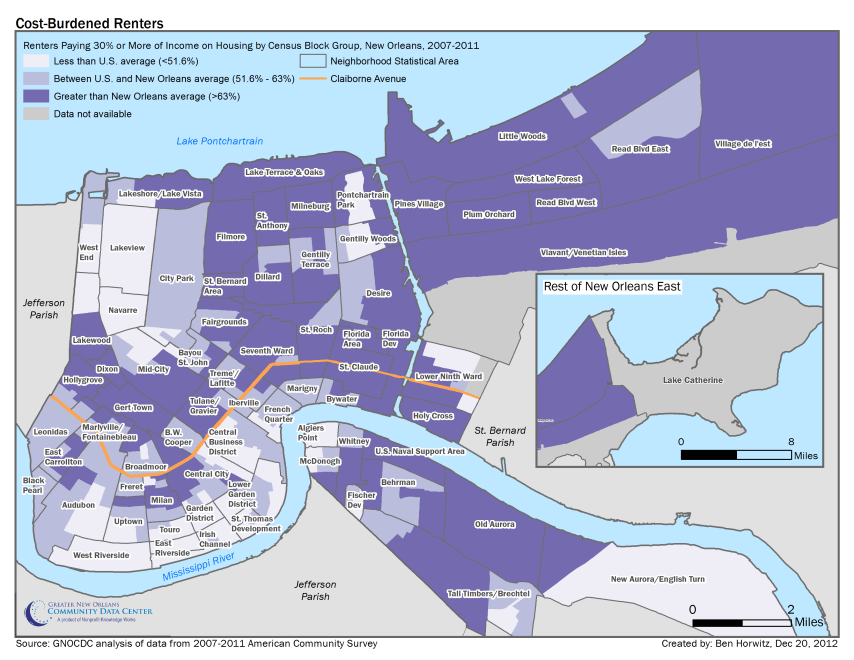 Cost-Burdened Renters
Renters Paying 30% or More of Income on Housing by Census Block Group, New Orleans, 2007-2011
Less than U.S. average (<51.6%)
Neighborhood Statistical Area
Between U.S. and New Orleans average (51.6% - 63%)
Claiborne Avenue
Greater than New Orleans average (>63%)
Data not available
Lake Pontchartrain
Little Woods
Read Blvd East
Village de l'est
Lake Terrace & Oaks
West Lake Forest
Lakeshore/Lake Vista
Pontchartrain
Park
Pines Village
Read Blvd West
Plum Orchard
Milneburg
St.
Anthony
Filmore
Gentilly Woods
West
End
Lakeview
Gentilly
Terrace
Viavant/Venetian Isles
City Park
Dillard
St. Bernard
Area
Desire
Rest of New Orleans East
Jefferson
Parish
Navarre
Fairgrounds
St. Roch
Florida
Area
Florida
Dev
Lakewood
Bayou
St. John
Seventh Ward
Mid-City
Dixon
Treme'/
Lafitte
St. Claude
Lower Ninth Ward
Lake Catherine
Hollygrove
Marigny
Bywater
Gert Town
Tulane/
Gravier
Iberville
French
Quarter
Holy Cross
St. Bernard
Parish
Leonidas
Marlyville/
Fontainebleau
B.W.
Cooper
Central
Business
District
Algiers
Point
Whitney
0 8
Miles
East
Carrollton
U.S. Naval Support Area
McDonogh
Broadmoor
Central City
Black
Pearl
Freret
Lower
Garden
District
Behrman
Fischer
Dev
Milan
Audubon
Garden
District
St. Thomas
Development
Uptown
Old Aurora
Touro
Irish
Channel
East
Riverside
West Riverside
Mississippi River
New Aurora/English Turn
Jefferson
Parish
Tall Timbers/Brechtel
GREATER NEW ORLEANS
COMMUNITY DATA CENTER
A product of Nonprofit Knowledge Works
0 2
Miles
Source: GNOCDC analysis of data from 2007-2011 American Community Survey
Created by: Ben Horwitz, Dec 20, 2012